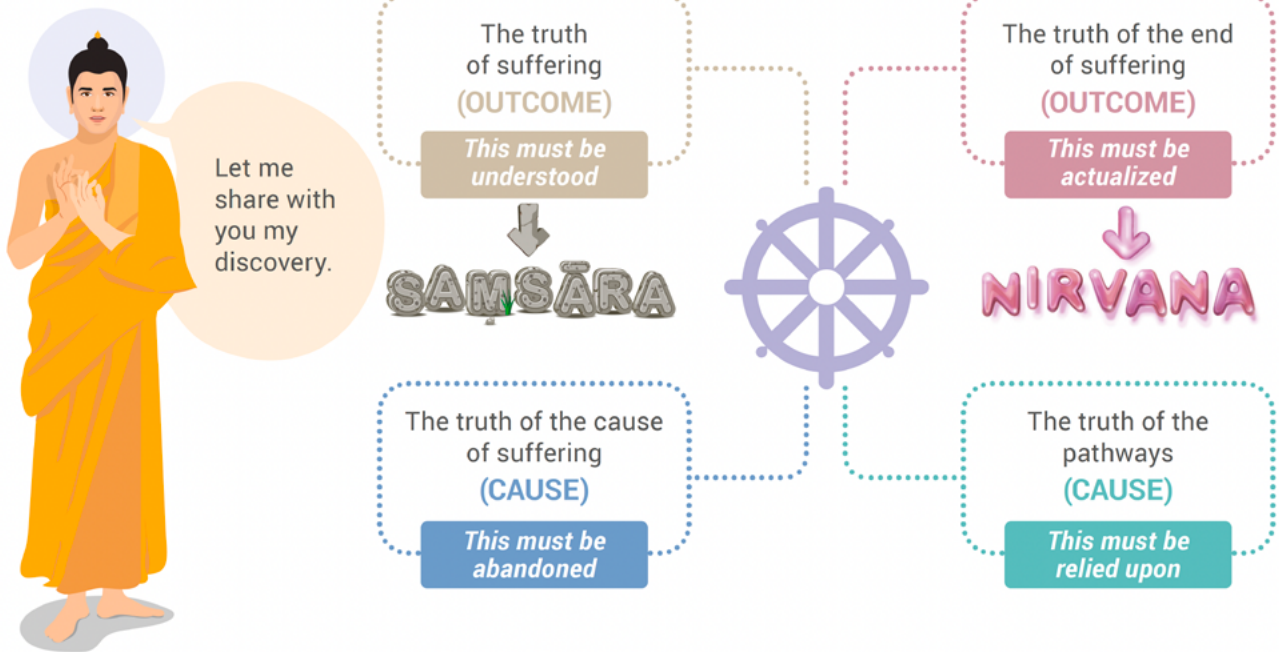 Let me
share with
you my
discovery.
The truth
of suffering
(OUTCOME)
This must be
understood
SAṂSĀRA
The truth of the cause
of suffering
(CAUSE)
This must be
abandoned
The truth of the end
of suffering
(OUTCOME)
This must be
actualized
NIRVANA
The truth of the
pathways
(CAUSE)
This must be
relied upon